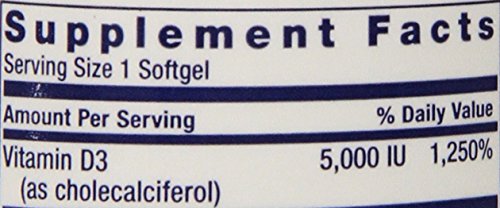 Supplement Facts
Serving Size 1 Softgel
Amount Per Serving % Daily Value
Vitamin D3 5,000 IU 1,250%
(as cholecalciferol)